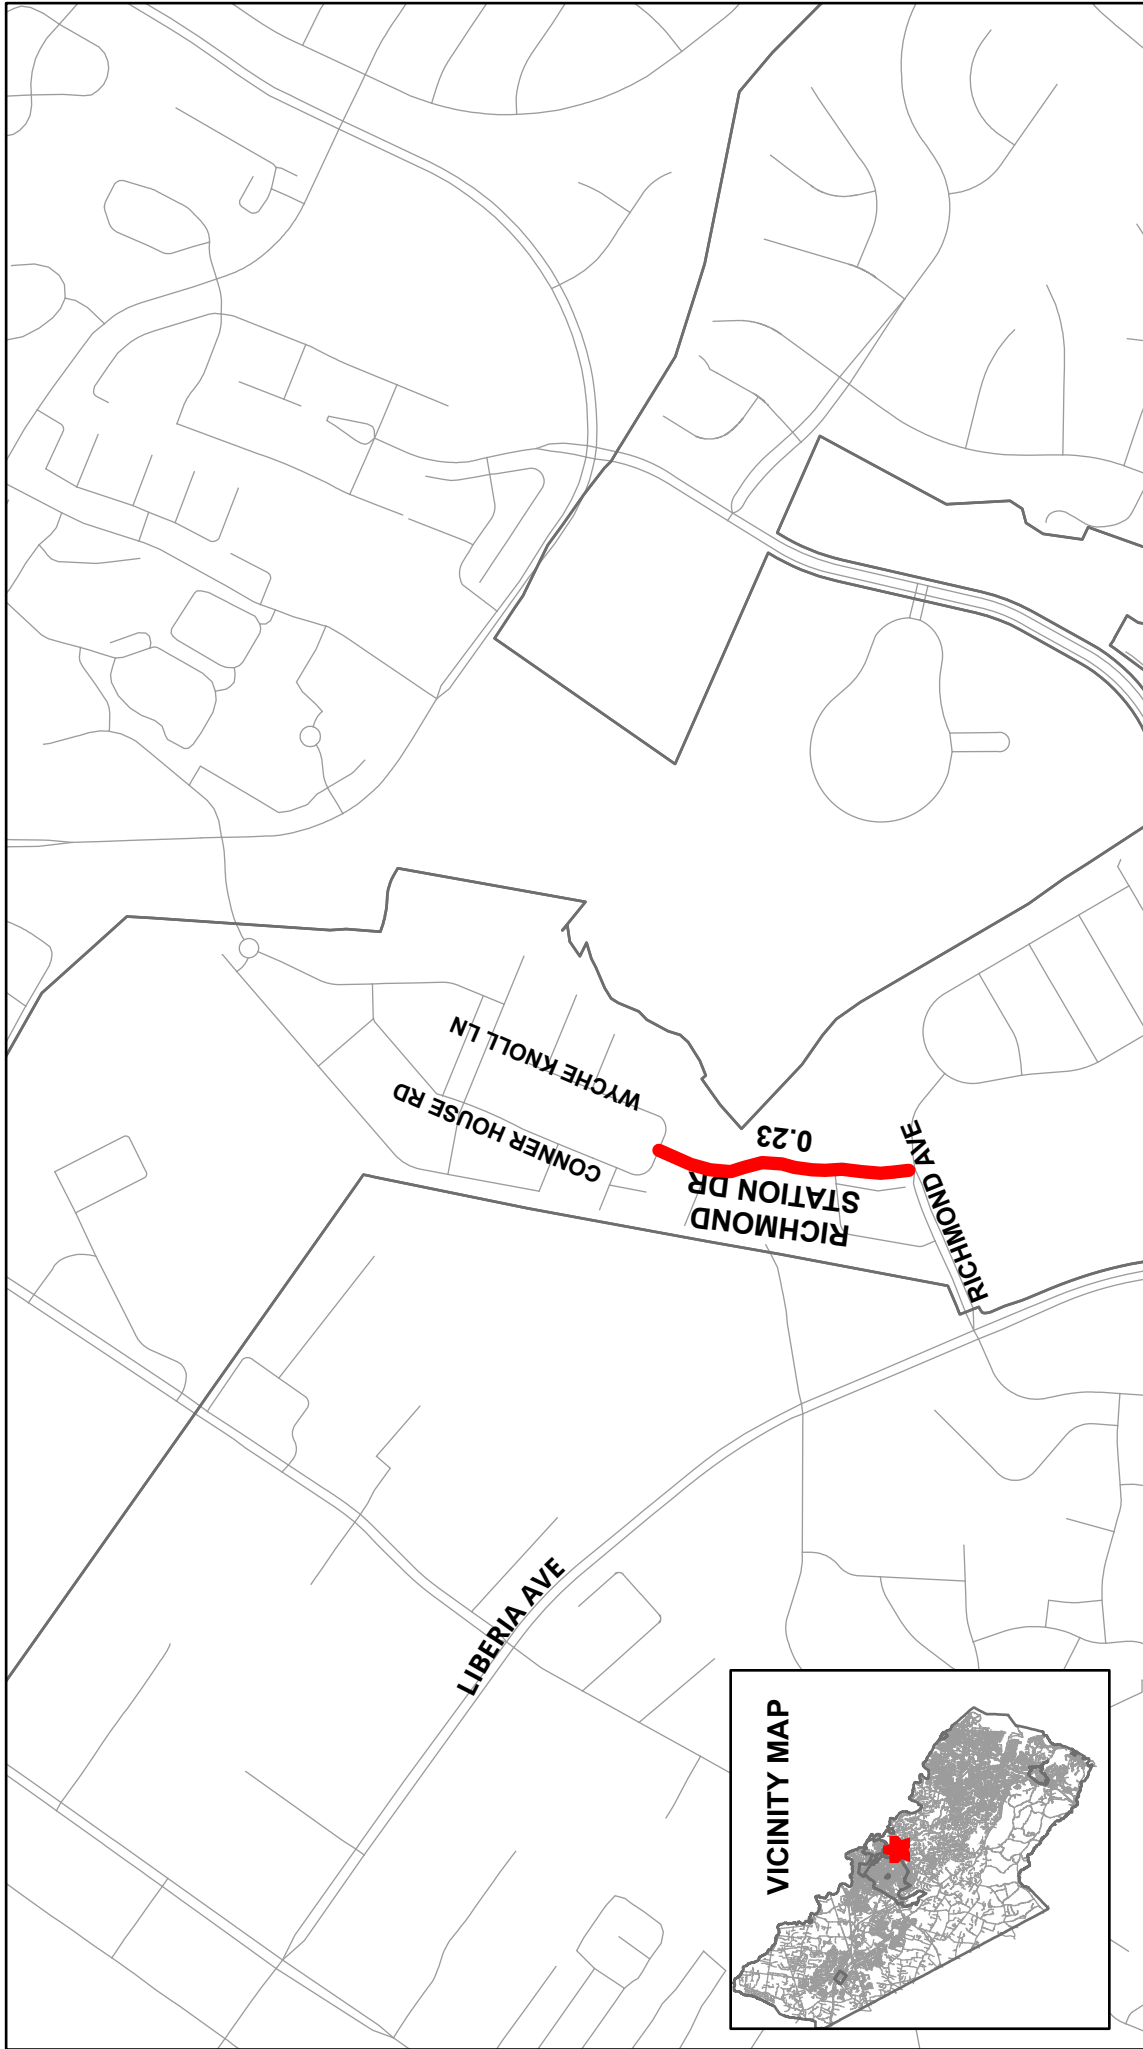 WYCHE KNOLL LN
CONNER HOUSE RD
0.23
RICHMOND
STATION DR
RICHMOND AVE
LIBERIA AVE
VICINITY MAP